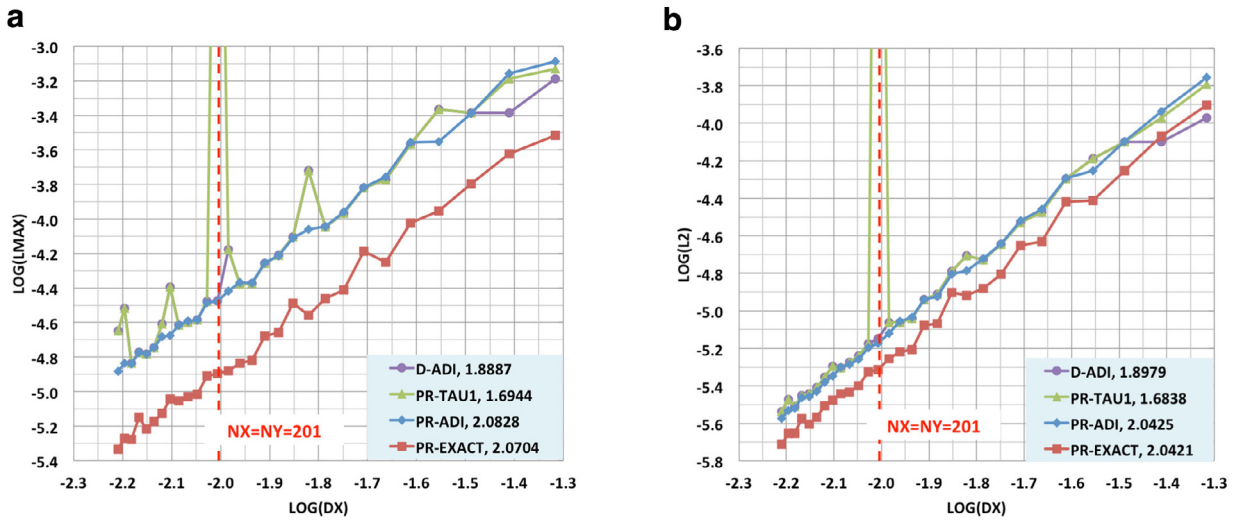 a
-3.0
-3.2
-3.4
-3.6
-3.8
-4.0
-4.2
-4.4
-4.6
-4.8
-5.0
-5.2
-5.4
LOG(LMAX)
D-ADI, 1.8887
PR-TAU1, 1.6944
PR-ADI, 2.0828
PR-EXACT, 2.0704
NX=NY=201
-2.3 -2.2 -2.1 -2.0 -1.9 -1.8 -1.7 -1.6 -1.5 -1.4 -1.3
LOG(DX)
b
-3.6
-3.8
-4.0
-4.2
-4.4
-4.6
-4.8
-5.0
-5.2
-5.4
-5.6
-5.8
LOG(L2)
D-ADI, 1.8979
PR-TAU1, 1.6838
PR-ADI, 2.0425
PR-EXACT, 2.0421
NX=NY=201
-2.3 -2.2 -2.1 -2.0 -1.9 -1.8 -1.7 -1.6 -1.5 -1.4 -1.3
LOG(DX)